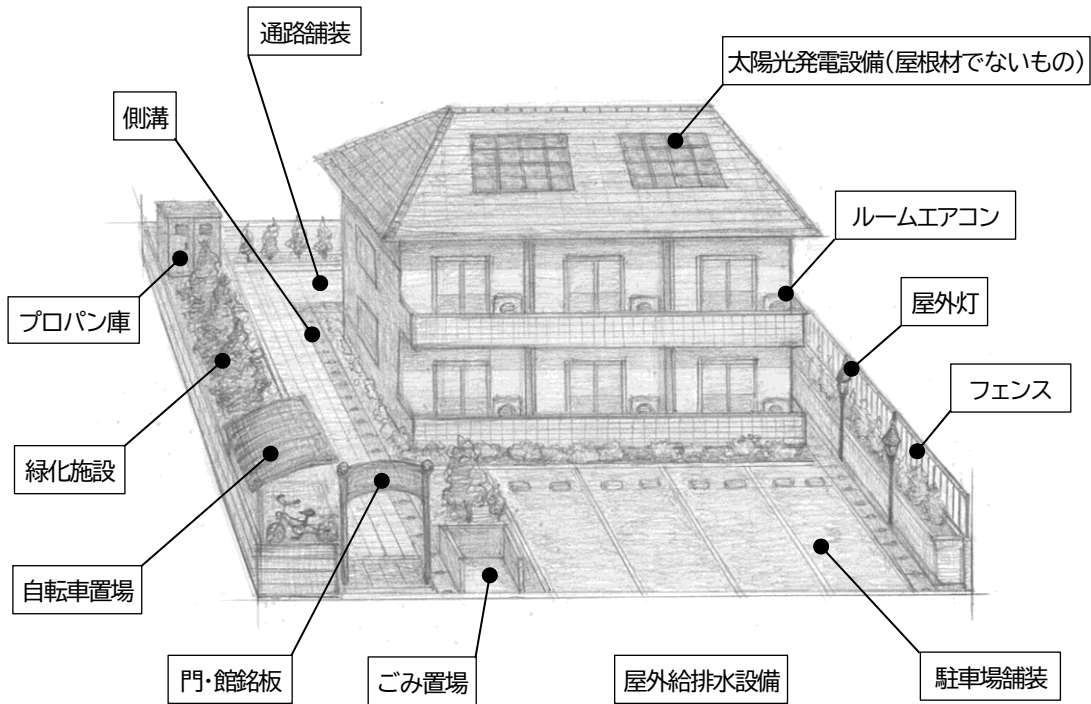 通路舗装
太陽光発電設備(屋根材でないもの)
側溝
ルームエアコン
プロパン庫
屋外灯
フェンス
緑化施設
自転車置場
門・館銘板
ごみ置場
屋外給排水設備
駐車場舗装